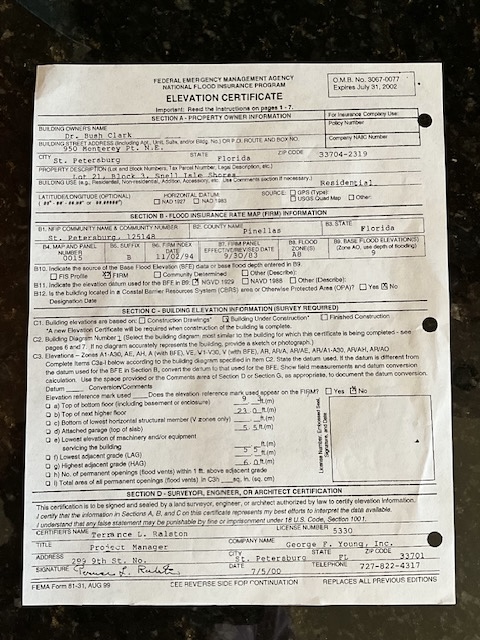 FEDERAL EMERGENCY MANAGEMENT AGENCY
NATIONAL FLOOD INSURANCE PROGRAM
O.M.B. No. 3067-0077
Expires July 31, 2002
ELEVATION CERTIFICATE
Important: Read the instructions on pages 1 - 7.
SECTION A - PROPERTY OWNER INFORMATION
For Insurance Company Use:
BUILDING OWNER'S NAME
Dr. Bush Clark
Policy Number
BUILDING STREET ADDRESS (Including Apt., Unit, Suite, and/or Bldg. No.) OR P.O. ROUTE AND BOX NO.
950 Monterey Pt. N.E.
Company NAIC Number
CITY STATE ZIP CODE
St. Petersburg Florida 33704-2319
PROPERTY DESCRIPTION (Lot and Block Numbers, Tax Parcel Number, Legal Description, etc.)
Lot 21, Block 3, Snell Isle Shores
BUILDING USE (e.g., Residential, Non-residential, Addition, Accessory, etc. Use Comments section if necessary.)
Residential
LATITUDE/LONGITUDE (OPTIONAL) HORIZONTAL DATUM: SOURCE: GPS (Type):
NAD 1927 NAD 1983 USGS Quad Map Other:
SECTION B - FLOOD INSURANCE RATE MAP (FIRM) INFORMATION
B1. NFIP COMMUNITY NAME & COMMUNITY NUMBER B2. COUNTY NAME B3. STATE
St. Petersburg, 125148 Pinellas Florida
B4. MAP AND PANEL NUMBER B5. SUFFIX B6. FIRM INDEX DATE B7. FIRM PANEL EFFECTIVE/REVISED DATE B8. FLOOD ZONE(S) B9. BASE FLOOD ELEVATION(S) (Zone AO, use depth of flooding)
0015 B 11/02/94 9/30/83 9
B10. Indicate the source of the Base Flood Elevation (BFE) data or base flood depth entered in B9.
FIS Profile FIRM Community Determined Other (Describe):
B11. Indicate the elevation datum used for the BFE in B9: NGVD 1929 NAVD 1988 Other (Describe):
B12. Is the building located in a Coastal Barrier Resources System (CBRS) area or Otherwise Protected Area (OPA)? Yes No
Designation Date
SECTION C - BUILDING ELEVATION INFORMATION (SURVEY REQUIRED)
C1. Building elevations are based on: Construction Drawings* Building Under Construction* Finished Construction
*A new Elevation Certificate will be required when construction of the building is complete.
C2. Building Diagram Number 1 (Select the building diagram most similar to the building for which this certificate is being completed - see
pages 6 and 7. If no diagram accurately represents the building, provide a sketch or photograph.)
C3. Elevations - Zones A1-A30, AE, AH, A (with BFE), VE, V1-V30, V (with BFE), AR, AR/A, AR/AE, AR/A1-A30, AR/AH, AR/AO
Complete Items C3a-i below according to the building diagram specified in Item C2. State the datum used. If the datum is different from
the datum used for the BFE in Section B, convert the datum to that used for the BFE. Show field measurements and datum conversion
calculation. Use the space provided or the Comments area of Section D or Section G, as appropriate, to document the datum conversion.
Datum Conversion/Comments
Elevation reference mark used Does the elevation reference mark used appear on the FIRM? Yes No
a) Top of bottom floor (including basement or enclosure) ft.(m)
b) Top of next higher floor 23.0 ft.(m)
c) Bottom of lowest horizontal structural member (V zones only) ft.(m)
d) Attached garage (top of slab) 5.5 ft.(m)
e) Lowest elevation of machinery and/or equipment
servicing the building ft.(m)
f) Lowest adjacent grade (LAG) 5.5 ft.(m)
g) Highest adjacent grade (HAG) 6.0 ft.(m)
h) No. of permanent openings (flood vents) within 1 ft. above adjacent grade
i) Total area of all permanent openings (flood vents) in C3h sq. in. (sq. cm)
License Number, Embossed Seal,
Signature, and Date
SECTION D - SURVEYOR, ENGINEER, OR ARCHITECT CERTIFICATION
This certification is to be signed and sealed by a land surveyor, engineer, or architect authorized by law to certify elevation information.
I certify that the information in Sections A, B, and C on this certificate represents my best efforts to interpret the data available.
I understand that any false statement may be punishable by fine or imprisonment under 18 U.S. Code, Section 1001.
CERTIFIER'S NAME Terrance L. Ralston LICENSE NUMBER 5330
TITLE Project Manager COMPANY NAME George F. Young, Inc.
ADDRESS 299 9th St. No. CITY St. Petersburg STATE FL ZIP CODE 33701
SIGNATURE DATE 7/5/00 TELEPHONE 727-822-4317
FEMA Form 81-31, AUG 99 SEE REVERSE SIDE FOR CONTINUATION REPLACES ALL PREVIOUS EDITIONS